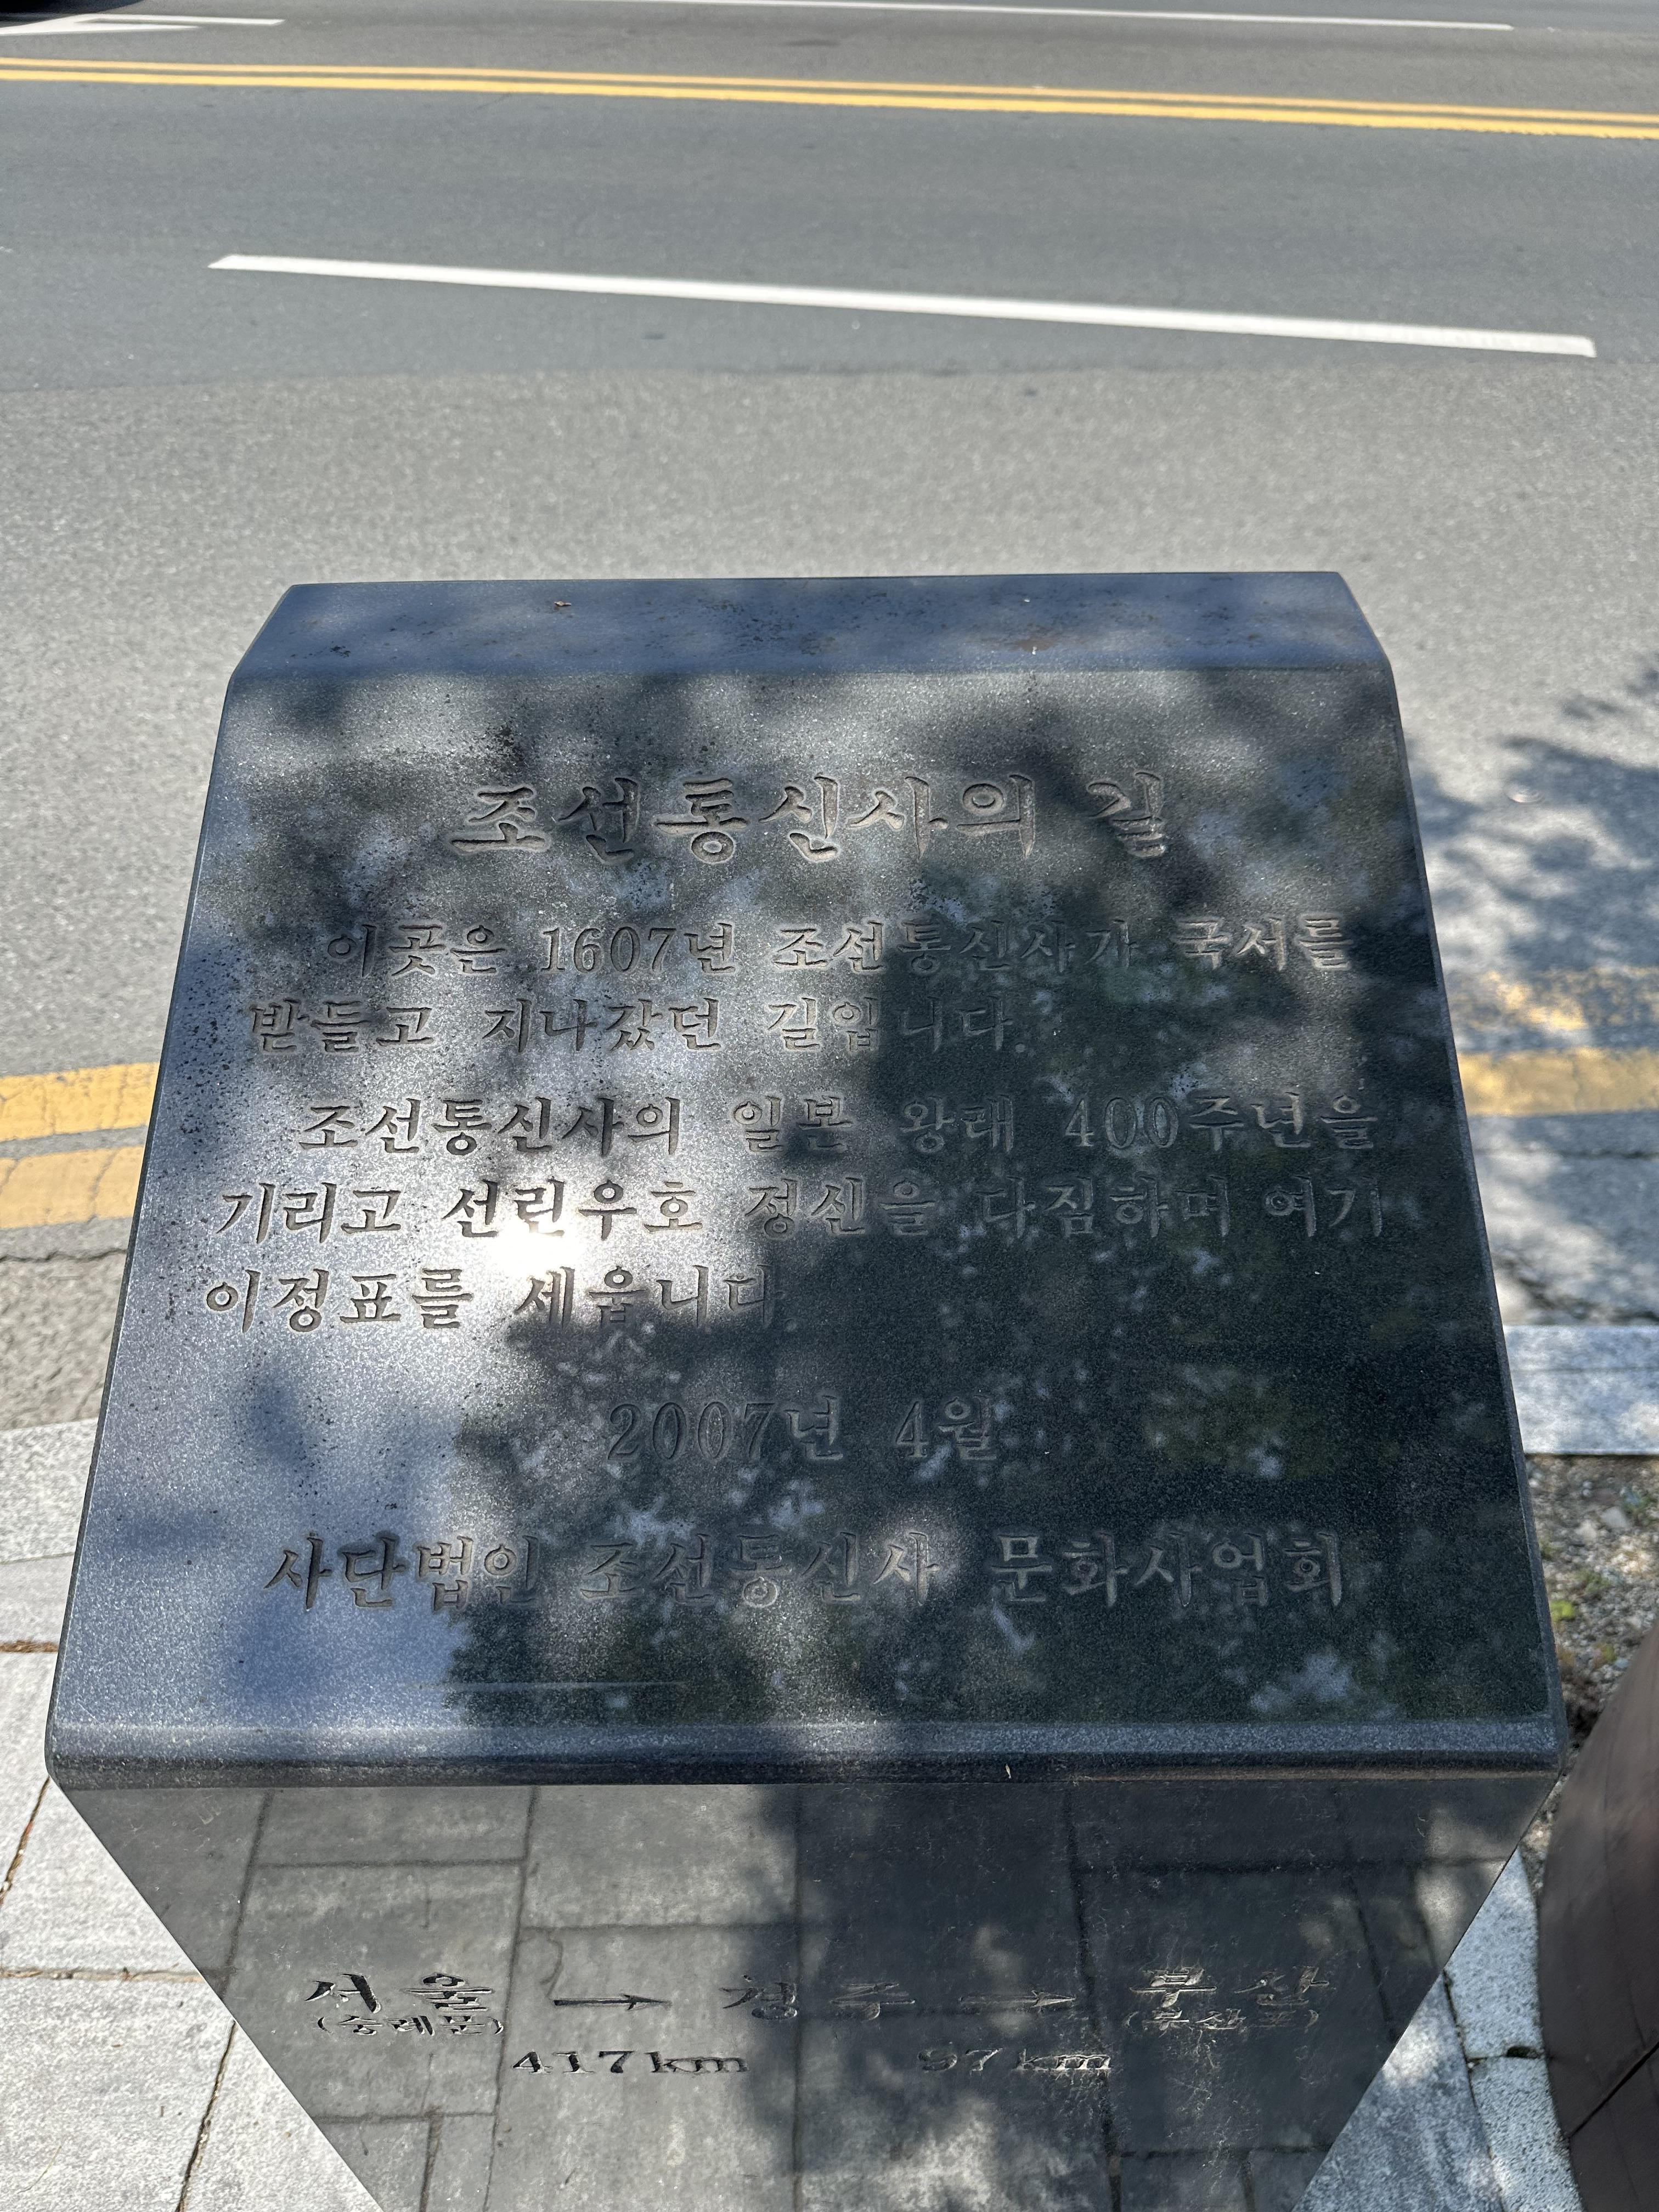 조선통신사의 길
이곳은 1607년 조선통신사가 국서를
받들고 지나갔던 길입니다.
조선통신사의 일본 왕래 400주년을
기리고 선린우호 정신을 다짐하며 여기
이정표를 세웁니다
2007년 4월
사단법인 조선통신사 문화사업회
서울 → 경주 → 부산
(숭례문) (부산포)
417km 97km